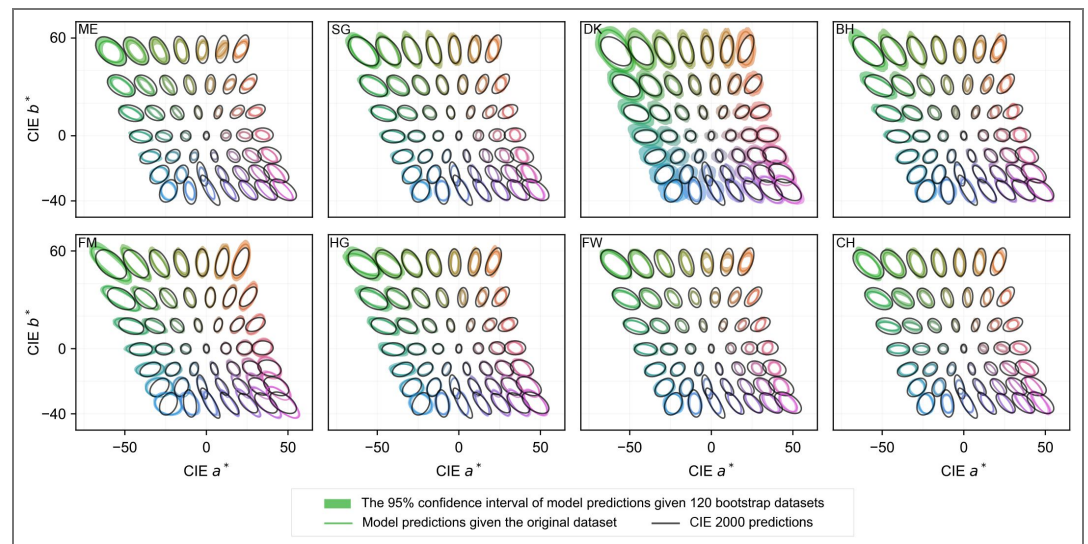 ME
SG
DK
BH
60
0
−40
CIE b*
FM
HG
FW
CH
60
0
−40
CIE b*
−50 0 50
−50 0 50
−50 0 50
−50 0 50
CIE a*
CIE a*
CIE a*
CIE a*
The 95% confidence interval of model predictions given 120 bootstrap datasets
Model predictions given the original dataset
CIE 2000 predictions